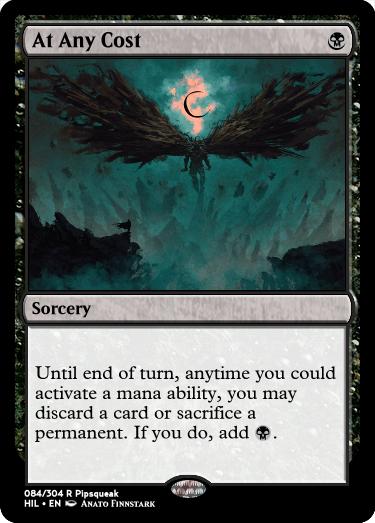 At Any Cost
Sorcery
Until end of turn, anytime you could
activate a mana ability, you may
discard a card or sacrifice a
permanent. If you do, add .
084/304 R Pipsqueak
HIL • EN Anato Finnstark